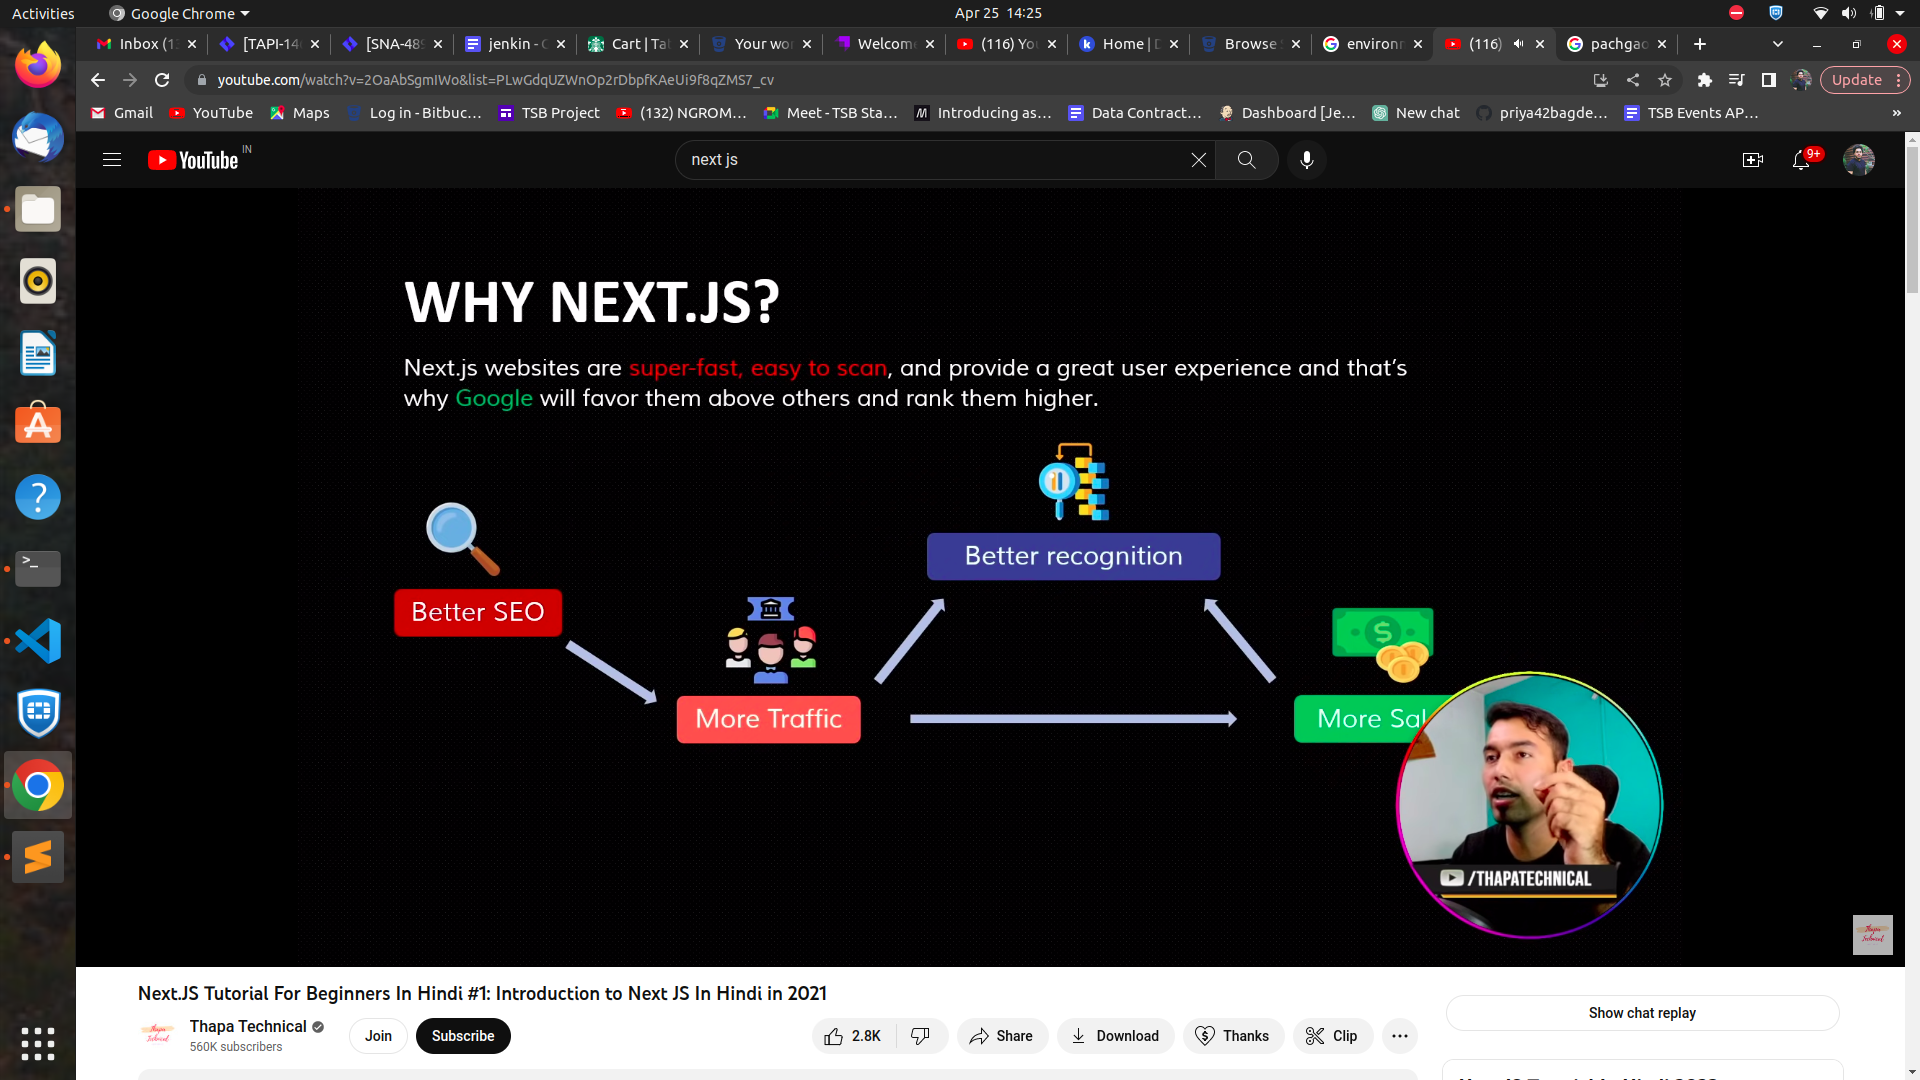 Activities
Google Chrome
Apr 25 14:25
Inbox (1
[TAPI-14
[SNA-48
jenkin - C
Cart | Ta
Your wo
Welcome
(116) Yo
Home | D
Browse
environm
(116)
pachgao
youtube.com/watch?v=2OaAbSgmIWo&list=PLwGdqUZWnOp2rDbpfKAeUi9f8qZMS7_cv
Update
Gmail
YouTube
Maps
Log in - Bitbuc...
TSB Project
(132) NGROM...
Meet - TSB Sta...
Introducing as...
Data Contract...
Dashboard [Je...
New chat
priya42bagde...
TSB Events AP...
»
YouTube IN
next js
9+
WHY NEXT.JS?
Next.js websites are super-fast, easy to scan, and provide a great user experience and that's
why Google will favor them above others and rank them higher.
Better recognition
Better SEO
More Traffic
More Sal
/THAPATECHNICAL
Thapa
Technical
Next.JS Tutorial For Beginners In Hindi #1: Introduction to Next JS In Hindi in 2021
Thapa Technical
560K subscribers
Join
Subscribe
2.8K
Share
Download
Thanks
Clip
Show chat replay